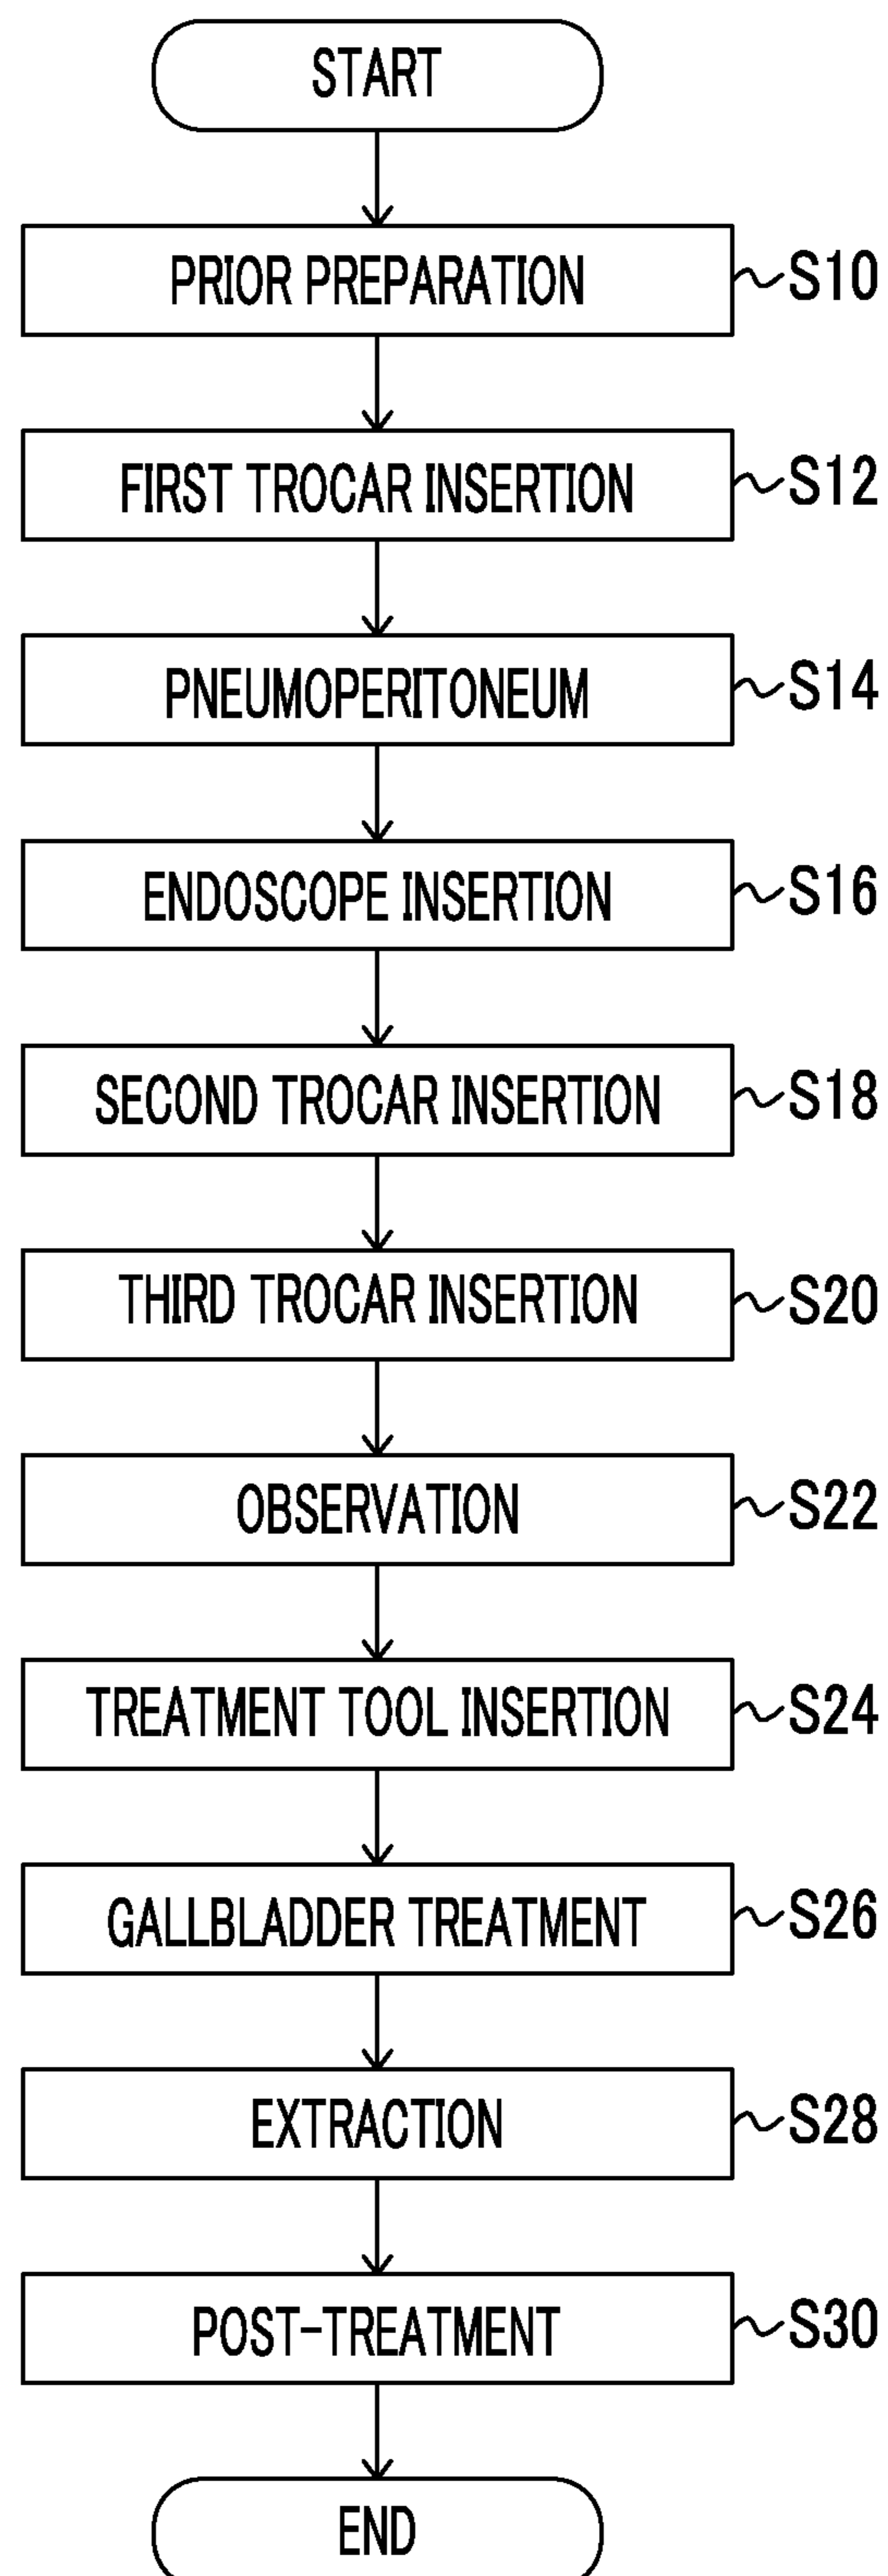 START
PRIOR PREPARATION
S10
FIRST TROCAR INSERTION
S12
PNEUMOPERITONEUM
S14
ENDOSCOPE INSERTION
S16
SECOND TROCAR INSERTION
S18
THIRD TROCAR INSERTION
S20
OBSERVATION
S22
TREATMENT TOOL INSERTION
S24
GALLBLADDER TREATMENT
S26
EXTRACTION
S28
POST-TREATMENT
S30
END